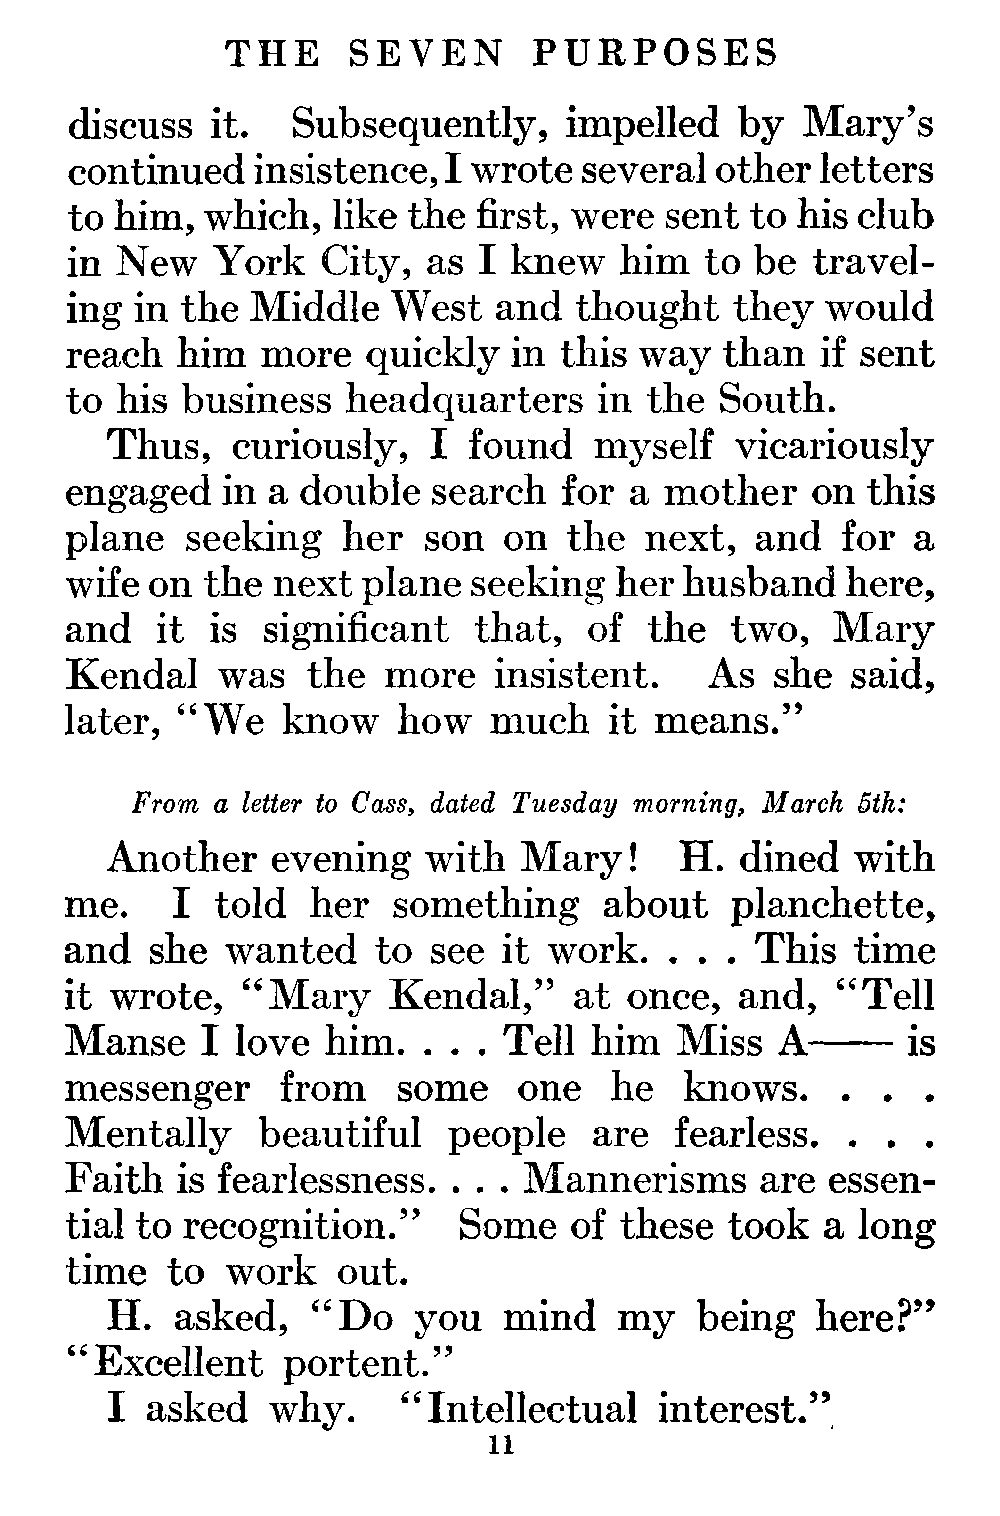 THE SEVEN PURPOSES
discuss it. Subsequently, impelled by Mary's
continued insistence, I wrote several other letters
to him, which, like the first, were sent to his club
in New York City, as I knew him to be travel-
ing in the Middle West and thought they would
reach him more quickly in this way than if sent
to his business headquarters in the South.
Thus, curiously, I found myself vicariously
engaged in a double search for a mother on this
plane seeking her son on the next, and for a
wife on the next plane seeking her husband here,
and it is significant that, of the two, Mary
Kendal was the more insistent. As she said,
later, "We know how much it means."
From a letter to Cass, dated Tuesday morning, March 5th:
Another evening with Mary! H. dined with
me. I told her something about planchette,
and she wanted to see it work. . . . This time
it wrote, "Mary Kendal," at once, and, "Tell
Manse I love him. . . . Tell him Miss A—— is
messenger from some one he knows. . . .
Mentally beautiful people are fearless. . . .
Faith is fearlessness. . . . Mannerisms are essen-
tial to recognition." Some of these took a long
time to work out.
H. asked, "Do you mind my being here?"
"Excellent portent."
I asked why. "Intellectual interest."
11